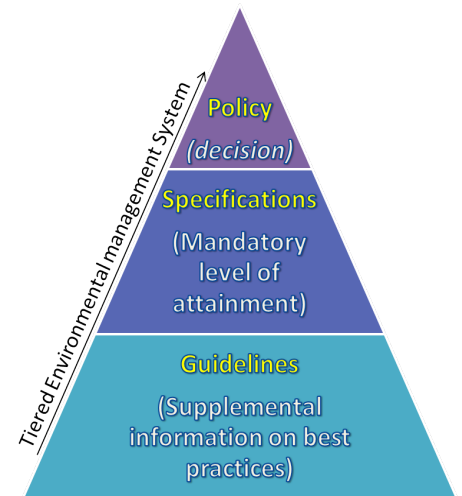 Tiered Environmental management System
Policy
(decision)
Specifications
(Mandatory
level of
attainment)
Guidelines
(Supplemental
information on best
practices)